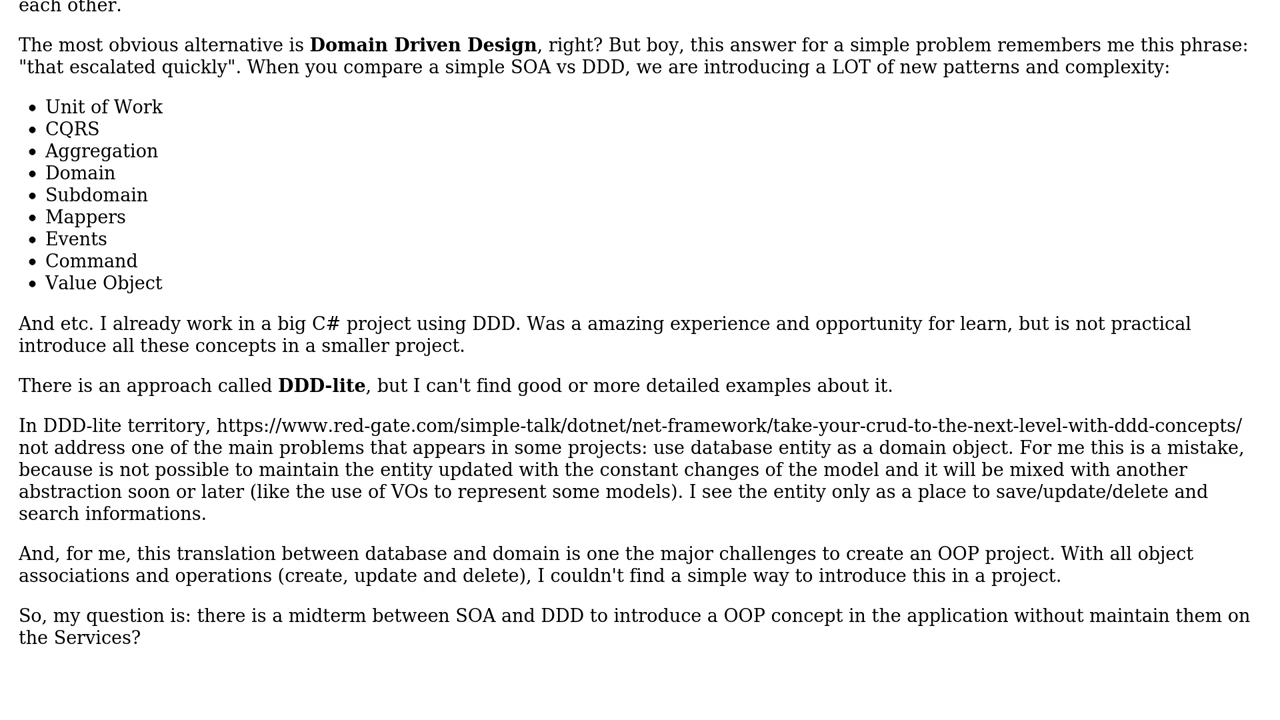 each other.
The most obvious alternative is Domain Driven Design, right? But boy, this answer for a simple problem remembers me this phrase:
"that escalated quickly". When you compare a simple SOA vs DDD, we are introducing a LOT of new patterns and complexity:
• Unit of Work
• CQRS
• Aggregation
• Domain
• Subdomain
• Mappers
• Events
• Command
• Value Object
And etc. I already work in a big C# project using DDD. Was a amazing experience and opportunity for learn, but is not practical
introduce all these concepts in a smaller project.
There is an approach called DDD-lite, but I can't find good or more detailed examples about it.
In DDD-lite territory, https://www.red-gate.com/simple-talk/dotnet/net-framework/take-your-crud-to-the-next-level-with-ddd-concepts/
not address one of the main problems that appears in some projects: use database entity as a domain object. For me this is a mistake,
because is not possible to maintain the entity updated with the constant changes of the model and it will be mixed with another
abstraction soon or later (like the use of VOs to represent some models). I see the entity only as a place to save/update/delete and
search informations.
And, for me, this translation between database and domain is one the major challenges to create an OOP project. With all object
associations and operations (create, update and delete), I couldn't find a simple way to introduce this in a project.
So, my question is: there is a midterm between SOA and DDD to introduce a OOP concept in the application without maintain them on
the Services?